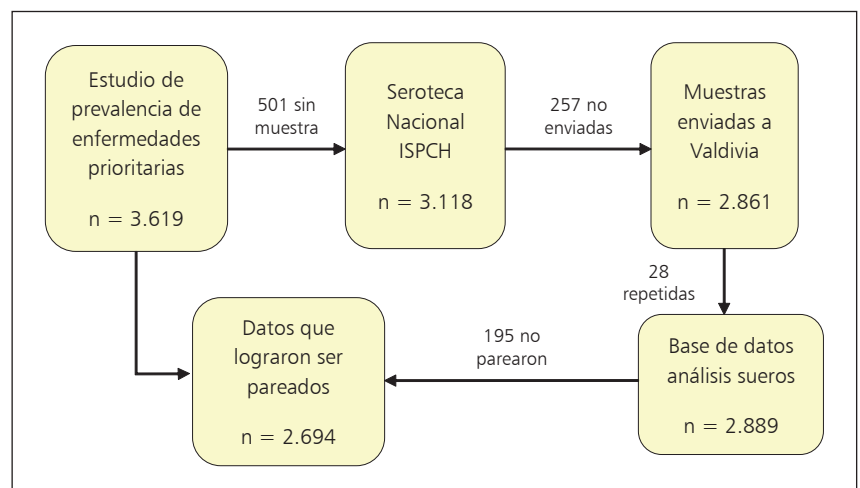 Estudio de
prevalencia de
enfermedades
prioritarias
n = 3.619
501 sin
muestra
Seroteca
Nacional
ISPCH
n = 3.118
257 no
enviadas
Muestras
enviadas a
Valdivia
n = 2.861
28
repetidas
Base de datos
análisis sueros
n = 2.889
195 no
parearon
Datos que
lograron ser
pareados
n = 2.694